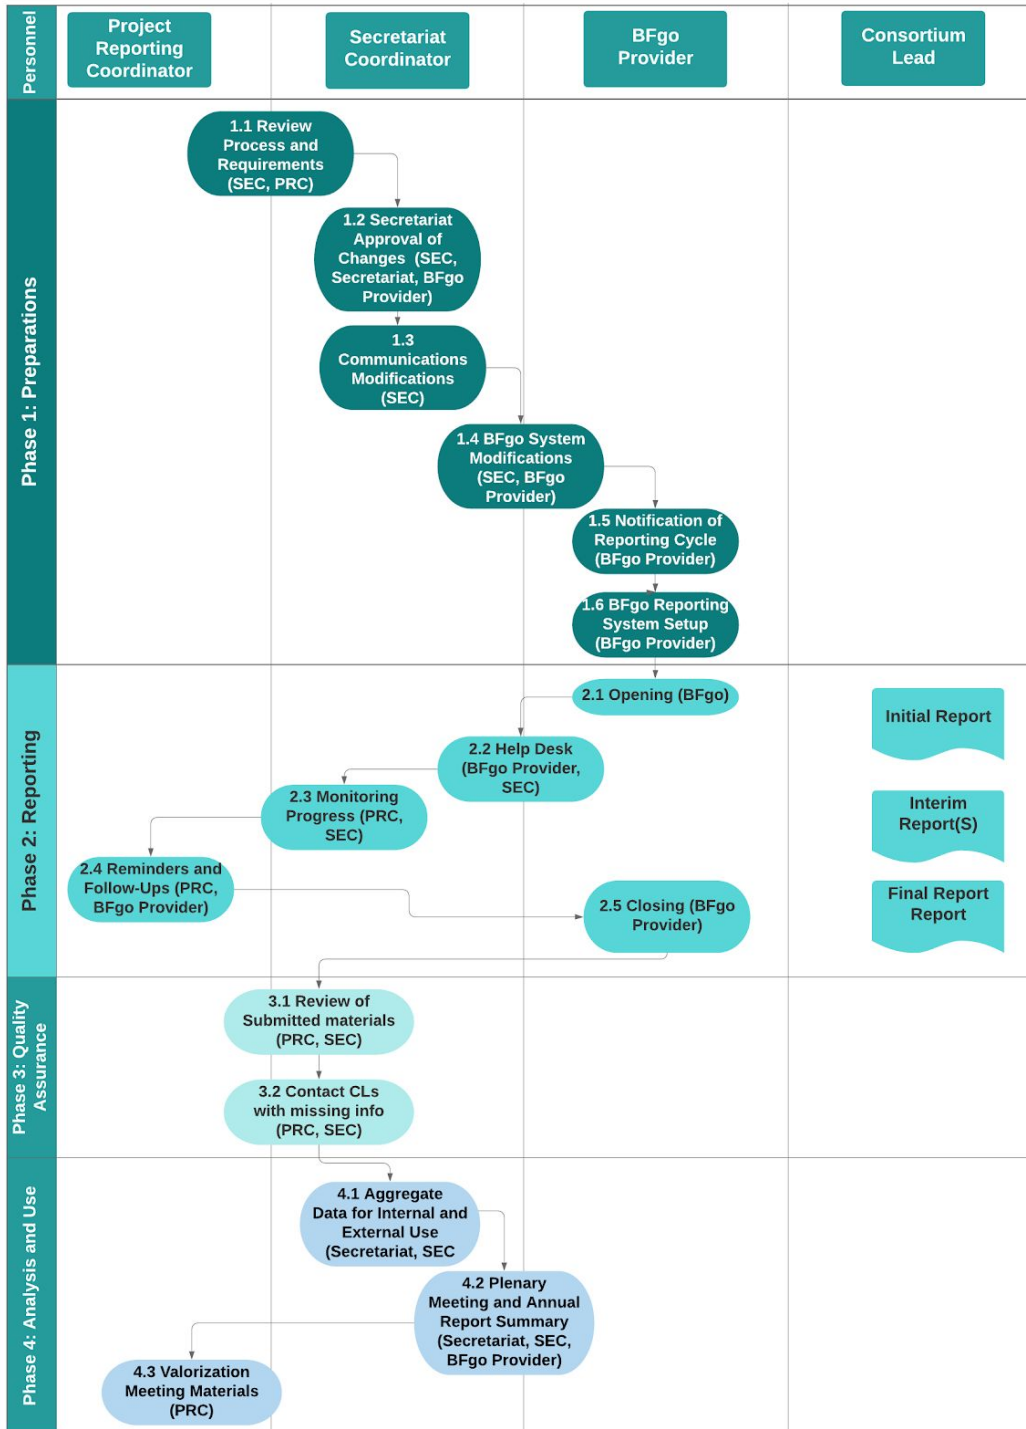 Personnel
Project
Reporting
Coordinator
Secretariat
Coordinator
BFgo
Provider
Consortium
Lead
Phase 1: Preparations
1.1 Review
Process and
Requirements
(SEC, PRC)
1.2 Secretariat
Approval of
Changes (SEC,
Secretariat, BFgo
Provider)
1.3
Communications
Modifications
(SEC)
1.4 BFgo System
Modifications
(SEC, BFgo
Provider)
1.5 Notification of
Reporting Cycle
(BFgo Provider)
1.6 BFgo Reporting
System Setup
(BFgo Provider)
Phase 2: Reporting
2.1 Opening (BFgo)
Initial Report
2.2 Help Desk
(BFgo Provider,
SEC)
2.3 Monitoring
Progress (PRC,
SEC)
Interim
Report(S)
2.4 Reminders and
Follow-Ups (PRC,
BFgo Provider)
2.5 Closing (BFgo
Provider)
Final Report
Report
Phase 3: Quality
Assurance
3.1 Review of
Submitted materials
(PRC, SEC)
3.2 Contact CLs
with missing info
(PRC, SEC)
Phase 4: Analysis and Use
4.1 Aggregate
Data for Internal and
External Use
(Secretariat, SEC
4.2 Plenary
Meeting and Annual
Report Summary
(Secretariat, SEC,
BFgo Provider)
4.3 Valorization
Meeting Materials
(PRC)